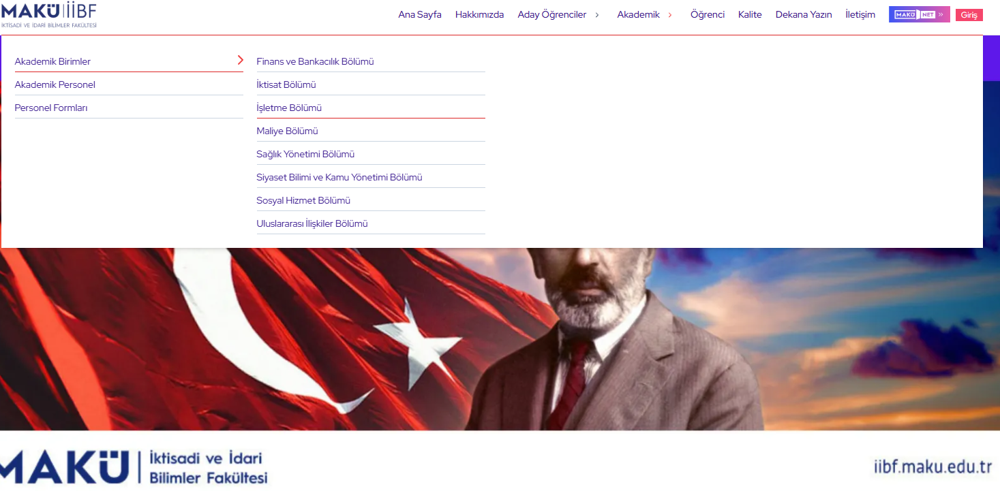 MAKÜ İİBF
İKTİSADİ VE İDARİ BİLİMLER FAKÜLTESİ
Ana Sayfa Hakkımızda Aday Öğrenciler Akademik Öğrenci Kalite Dekana Yazın İletişim MAKÜ NET Giriş
Akademik Birimler
Akademik Personel
Personel Formları
Finans ve Bankacılık Bölümü
İktisat Bölümü
İşletme Bölümü
Maliye Bölümü
Sağlık Yönetimi Bölümü
Siyaset Bilimi ve Kamu Yönetimi Bölümü
Sosyal Hizmet Bölümü
Uluslararası İlişkiler Bölümü
MAKÜ
İktisadi ve İdari
Bilimler Fakültesi
iibf.maku.edu.tr